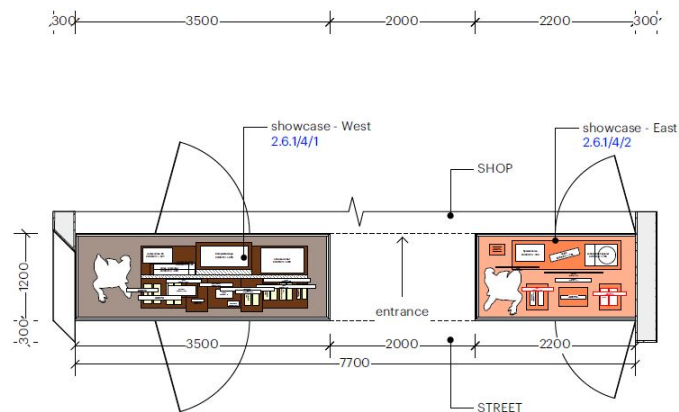 300 3500 2000 2200 300
showcase - West
2.6.1/4/1
showcase - East
2.6.1/4/2
SHOP
1200
entrance
300
3500 2000 2200
7700
STREET